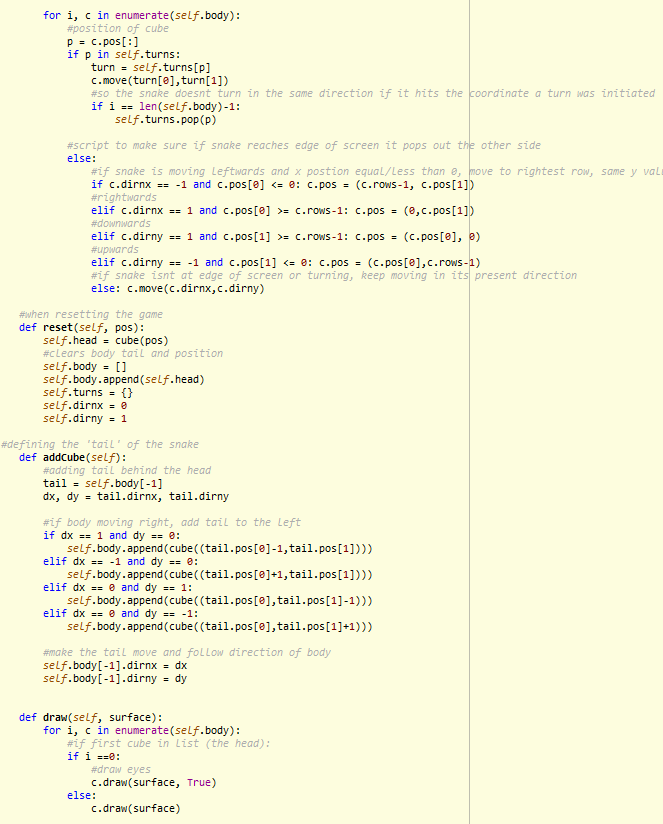 for i, c in enumerate(self.body):
#position of cube
p = c.pos[:]
if p in self.turns:
turn = self.turns[p]
c.move(turn[0],turn[1])
#so the snake doesnt turn in the same direction if it hits the coordinate a turn was initiated
if i == len(self.body)-1:
self.turns.pop(p)
#script to make sure if snake reaches edge of screen it pops out the other side
else:
#if snake is moving leftwards and x postion equal/less than 0, move to rightest row, same y val
if c.dirnx == -1 and c.pos[0] <= 0: c.pos = (c.rows-1, c.pos[1])
#rightwards
elif c.dirnx == 1 and c.pos[0] >= c.rows-1: c.pos = (0,c.pos[1])
#downwards
elif c.dirny == 1 and c.pos[1] >= c.rows-1: c.pos = (c.pos[0], 0)
#upwards
elif c.dirny == -1 and c.pos[1] <= 0: c.pos = (c.pos[0],c.rows-1)
#if snake isnt at edge of screen or turning, keep moving in its present direction
else: c.move(c.dirnx,c.dirny)
#when resetting the game
def reset(self, pos):
self.head = cube(pos)
#clears body tail and position
self.body = []
self.body.append(self.head)
self.turns = {}
self.dirnx = 0
self.dirny = 1
#defining the 'tail' of the snake
def addCube(self):
#adding tail behind the head
tail = self.body[-1]
dx, dy = tail.dirnx, tail.dirny
#if body moving right, add tail to the left
if dx == 1 and dy == 0:
self.body.append(cube((tail.pos[0]-1,tail.pos[1])))
elif dx == -1 and dy == 0:
self.body.append(cube((tail.pos[0]+1,tail.pos[1])))
elif dx == 0 and dy == 1:
self.body.append(cube((tail.pos[0],tail.pos[1]-1)))
elif dx == 0 and dy == -1:
self.body.append(cube((tail.pos[0],tail.pos[1]+1)))
#make the tail move and follow direction of body
self.body[-1].dirnx = dx
self.body[-1].dirny = dy
def draw(self, surface):
for i, c in enumerate(self.body):
#if first cube in list (the head):
if i ==0:
#draw eyes
c.draw(surface, True)
else:
c.draw(surface)